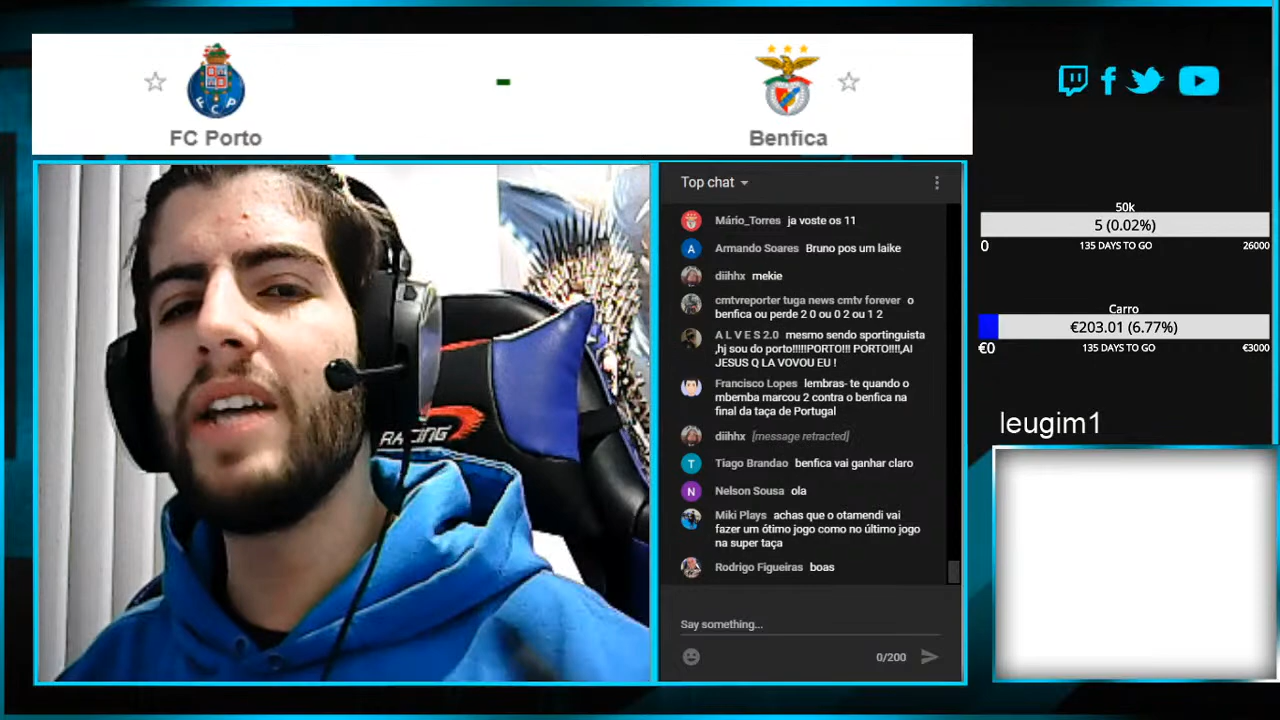 FCP
FC Porto
-
Benfica
Top chat
Mário_Torres ja voste os 11
A Armando Soares Bruno pos um laike
diihhx mekie
cmtvreporter tuga news cmtv forever o
benfica ou perde 2 0 ou 0 2 ou 1 2
A L V E S 2.0 mesmo sendo sportinguista
,hj sou do porto!!!!!PORTO!!! PORTO!!!!,AI
JESUS Q LA VOVOU EU !
Francisco Lopes lembras- te quando o
mbemba marcou 2 contra o benfica na
final da taça de Portugal
diihhx [message retracted]
T Tiago Brandao benfica vai ganhar claro
N Nelson Sousa ola
Miki Plays achas que o otamendi vai
fazer um ótimo jogo como no último jogo
na super taça
Rodrigo Figueiras boas
Say something...
0/200
RACING
50k
5 (0.02%)
0 135 DAYS TO GO 26000
Carro
€203.01 (6.77%)
€0 135 DAYS TO GO €3000
leugim1